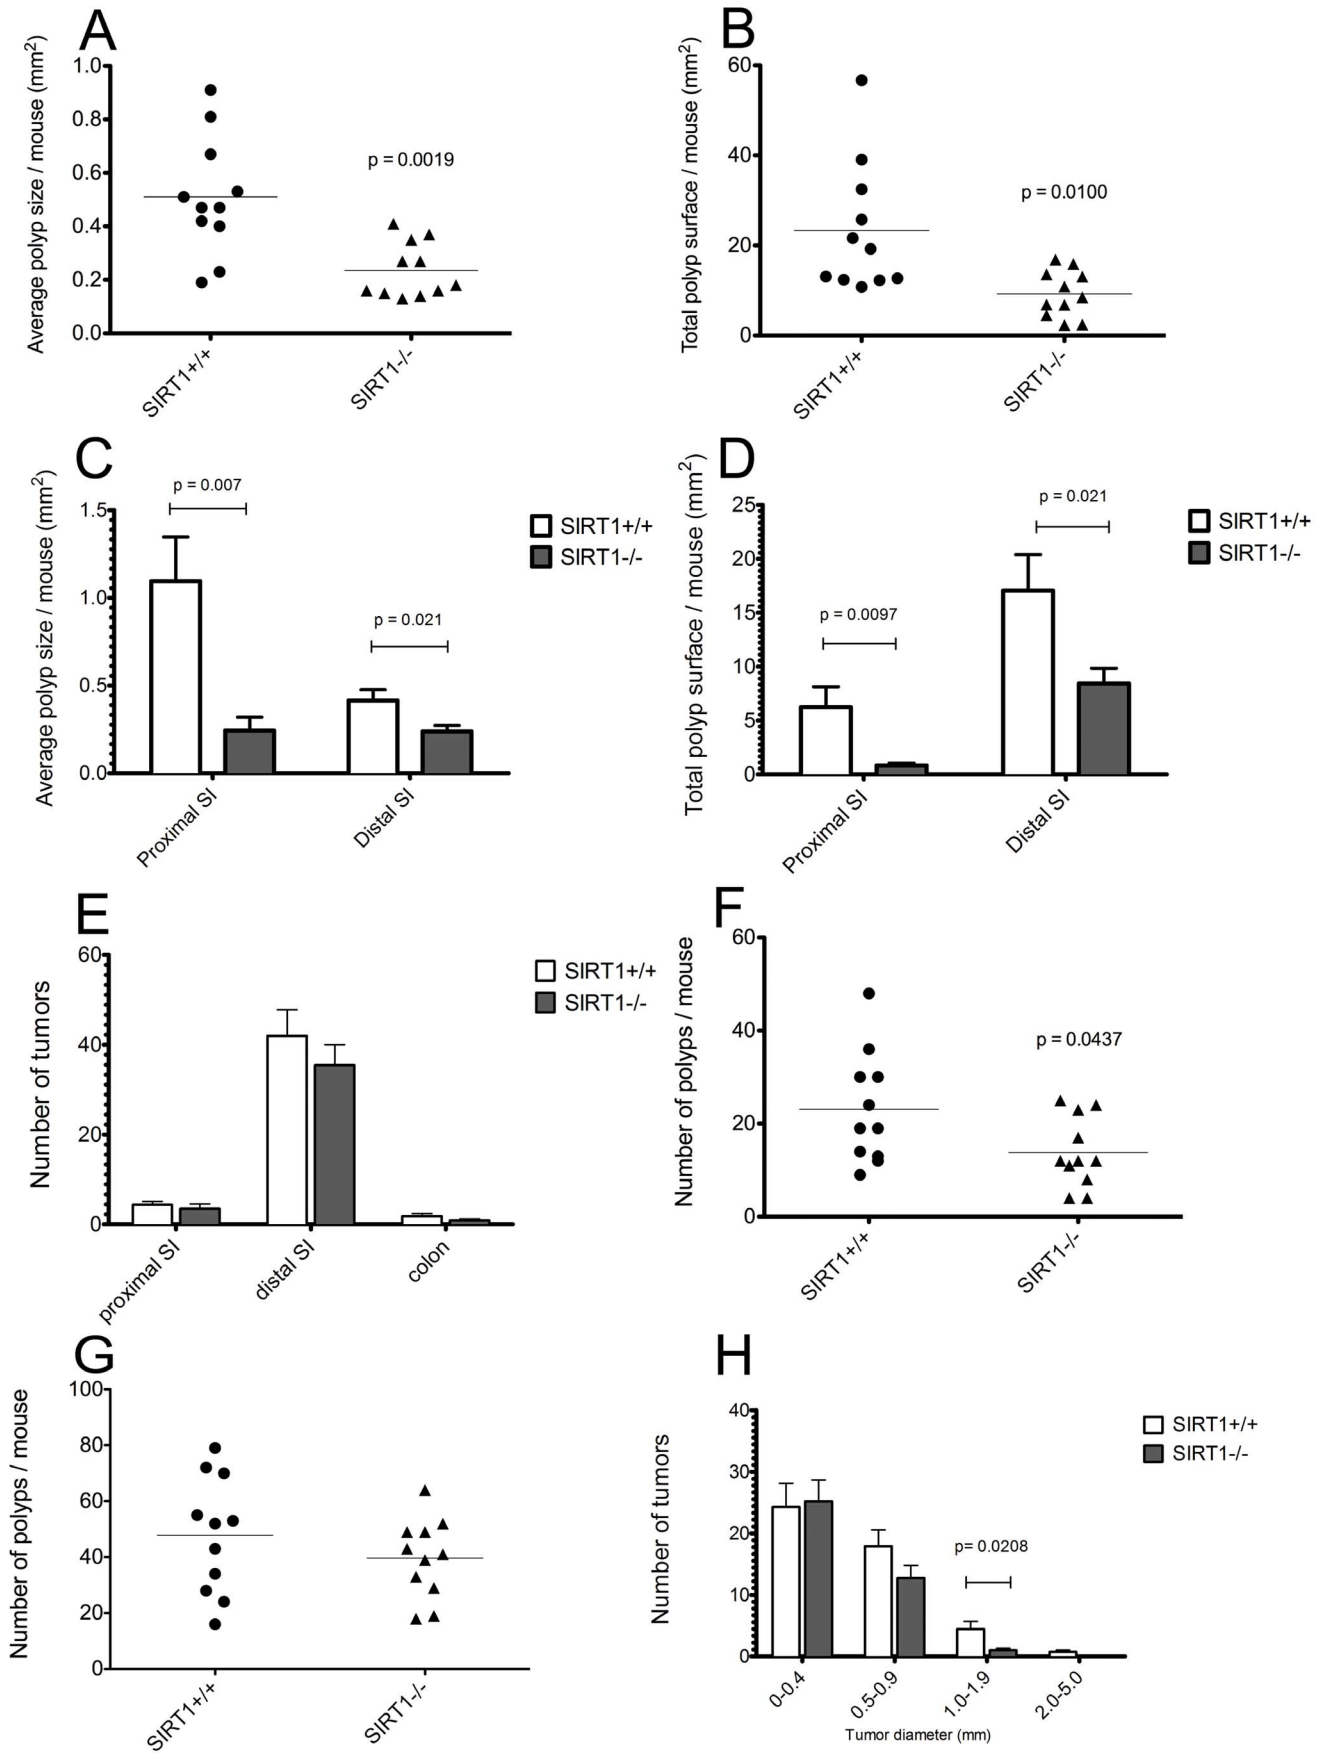 A
Average polyp size / mouse (mm²)
1.0
0.8
0.6
0.4
0.2
0.0
p = 0.0019
SIRT1+/+
SIRT1-/-
B
Total polyp surface / mouse (mm²)
60
40
20
0
p = 0.0100
SIRT1+/+
SIRT1-/-
C
Average polyp size / mouse (mm²)
1.5
1.0
0.5
0.0
p = 0.007
p = 0.021
Proximal SI
Distal SI
SIRT1+/+
SIRT1-/-
D
Total polyp surface / mouse (mm²)
25
20
15
10
5
0
p = 0.0097
p = 0.021
Proximal SI
Distal SI
SIRT1+/+
SIRT1-/-
E
Number of tumors
60
40
20
0
proximal SI
distal SI
colon
SIRT1+/+
SIRT1-/-
F
Number of polyps / mouse
60
40
20
0
p = 0.0437
SIRT1+/+
SIRT1-/-
G
Number of polyps / mouse
100
80
60
40
20
0
SIRT1+/+
SIRT1-/-
H
Number of tumors
40
30
20
10
0
p= 0.0208
0-0.4
0.5-0.9
1.0-1.9
2.0-5.0
Tumor diameter (mm)
SIRT1+/+
SIRT1-/-